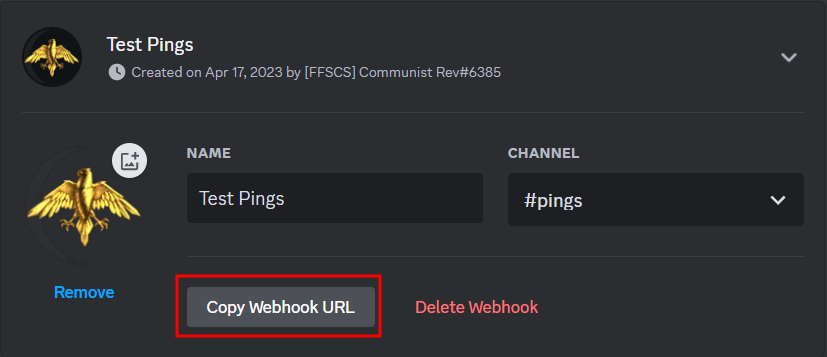 Test Pings
Created on Apr 17, 2023 by [FFSCS] Communist Rev#6385
NAME
CHANNEL
Test Pings
#pings
Remove
Copy Webhook URL
Delete Webhook